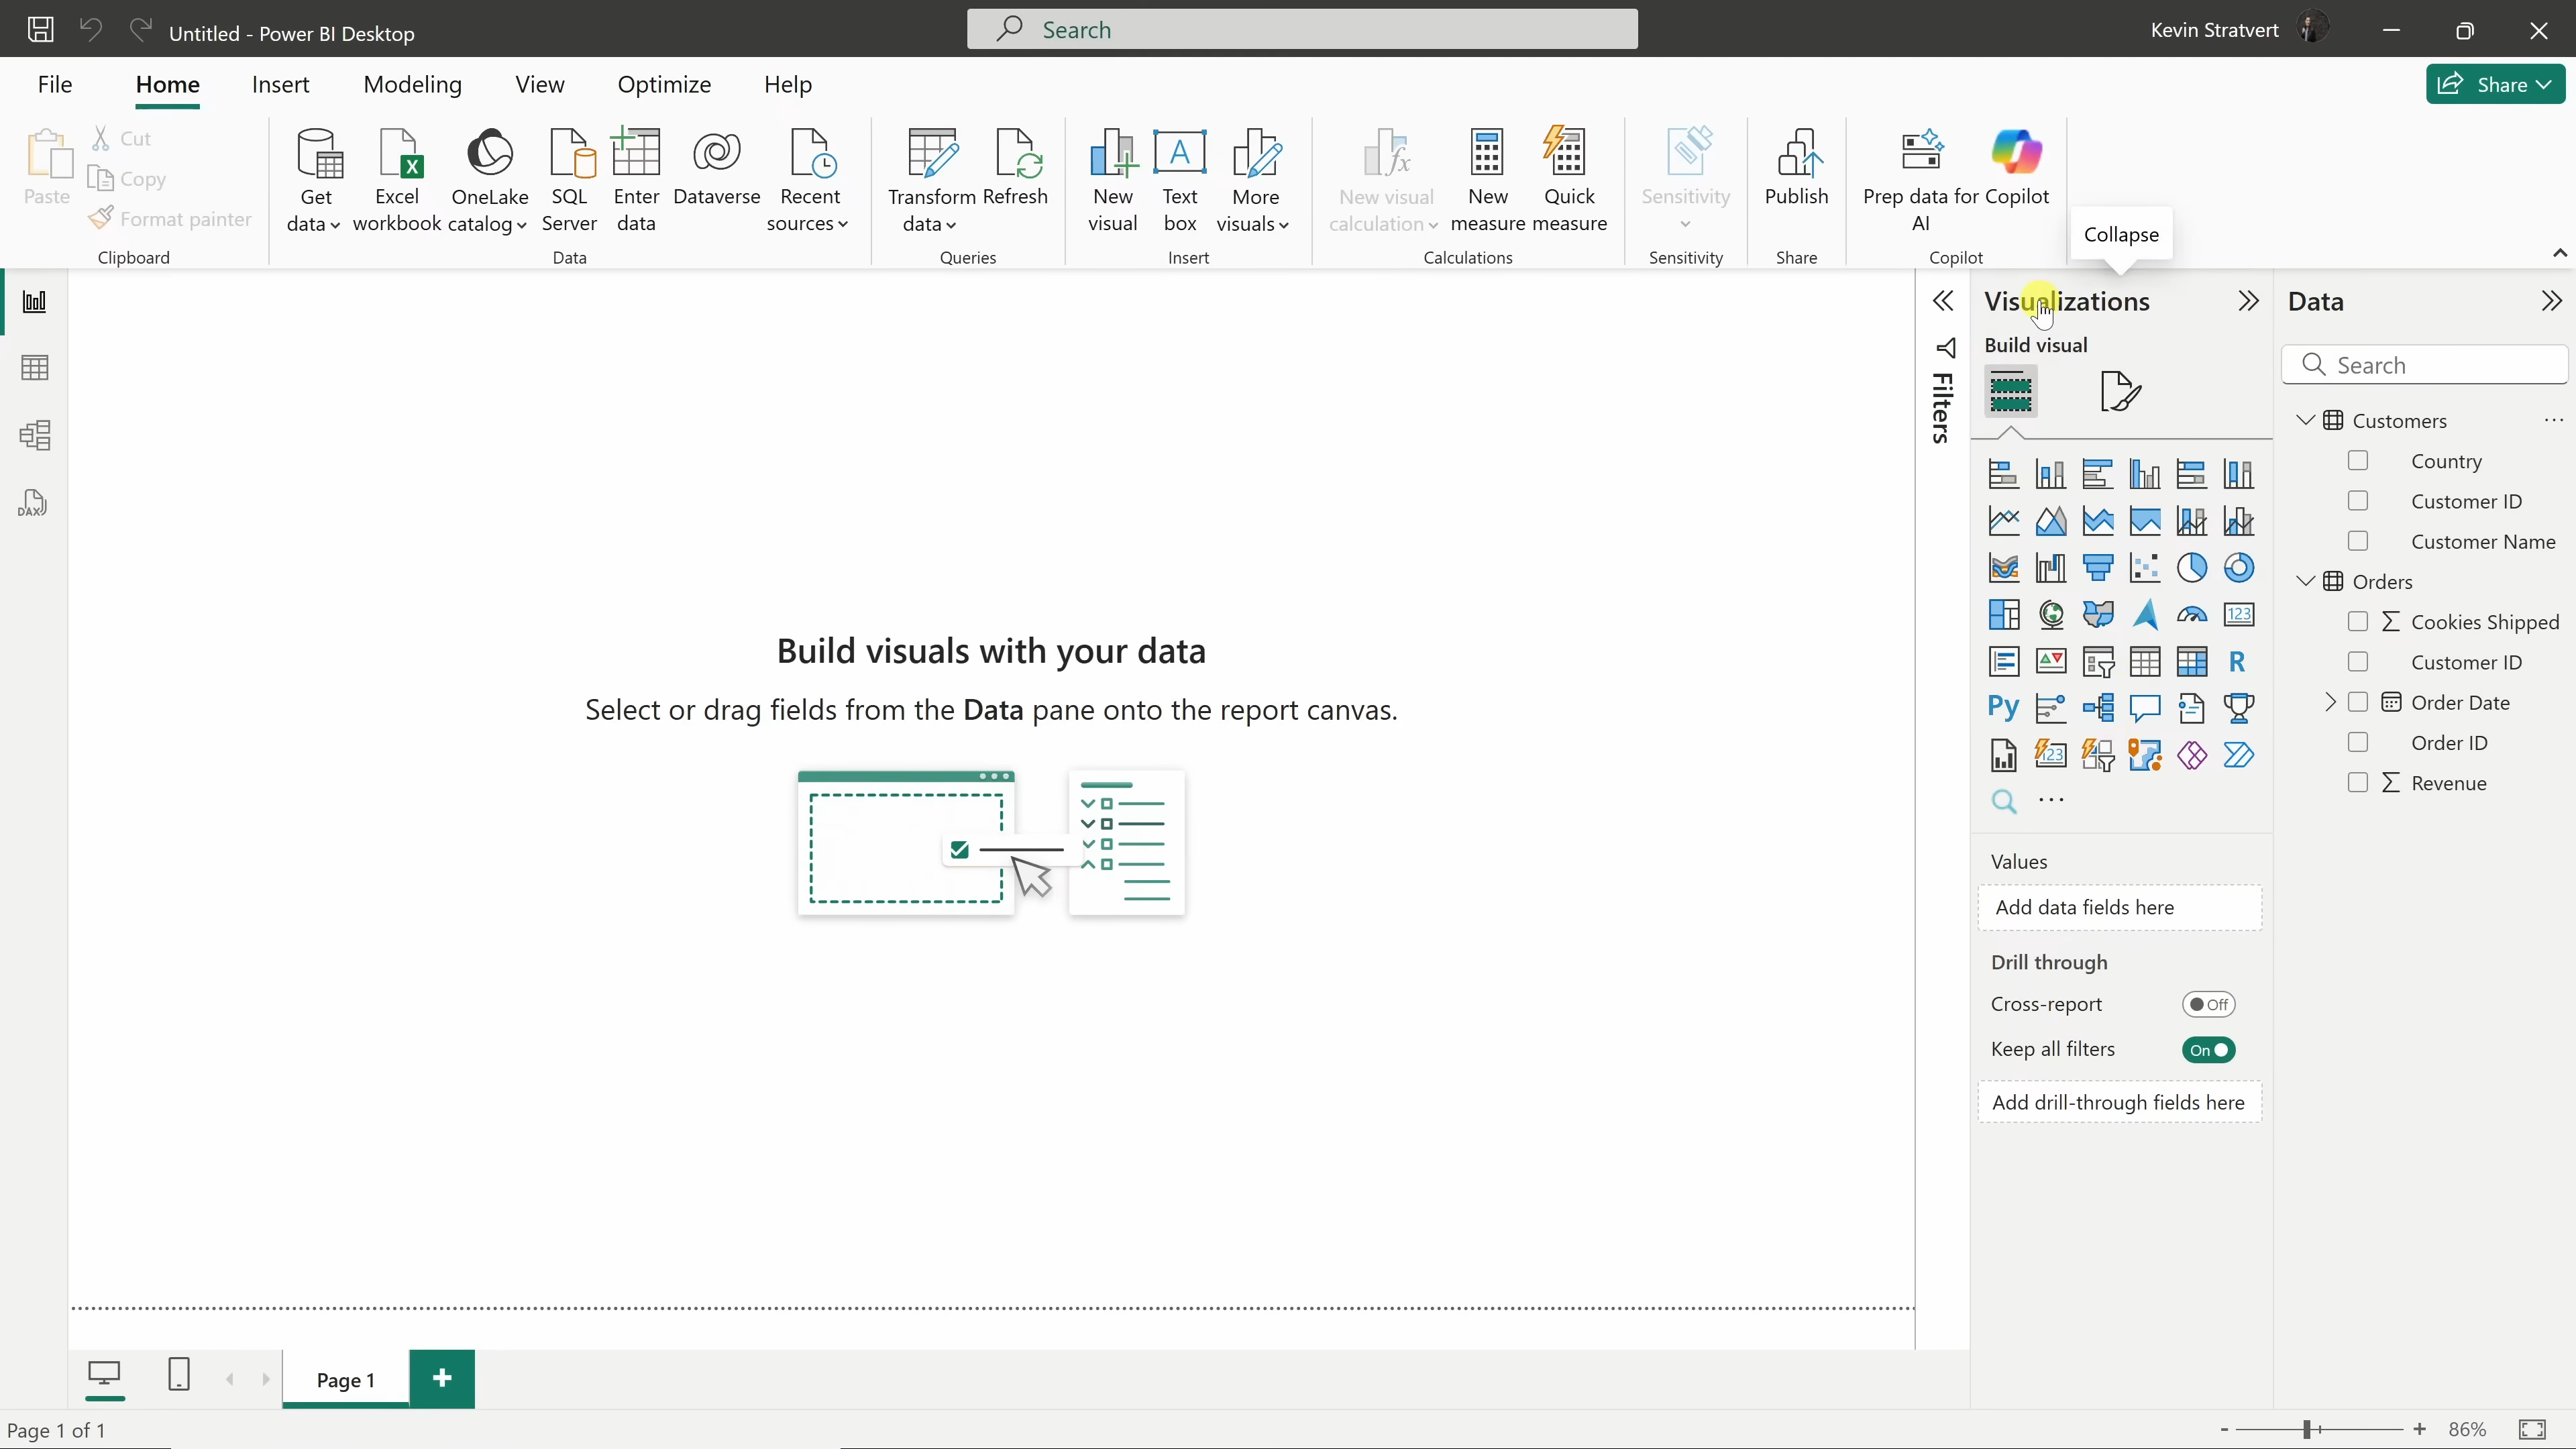 Untitled - Power BI Desktop
Search
Kevin Stratvert
File
Home
Insert
Modeling
View
Optimize
Help
Share
Paste
Cut
Copy
Format painter
Clipboard
Get
data
Excel
workbook
OneLake
catalog
SQL
Server
Enter
data
Dataverse
Recent
sources
Data
Transform
data
Refresh
Queries
New
visual
A
Text
box
More
visuals
Insert
New visual
calculation
New
measure
Quick
measure
Calculations
Sensitivity
Sensitivity
Publish
Share
Prep data for
AI
Copilot
Copilot
Collapse
DAX
Build visuals with your data
Select or drag fields from the Data pane onto the report canvas.
Filters
Visualizations
Build visual
123
R
Py
123
Values
Add data fields here
Drill through
Cross-report
Off
Keep all filters
On
Add drill-through fields here
Data
Search
Customers
Country
Customer ID
Customer Name
Orders
Σ Cookies Shipped
Customer ID
Order Date
Order ID
Σ Revenue
Page 1
+
Page 1 of 1
- + 86%